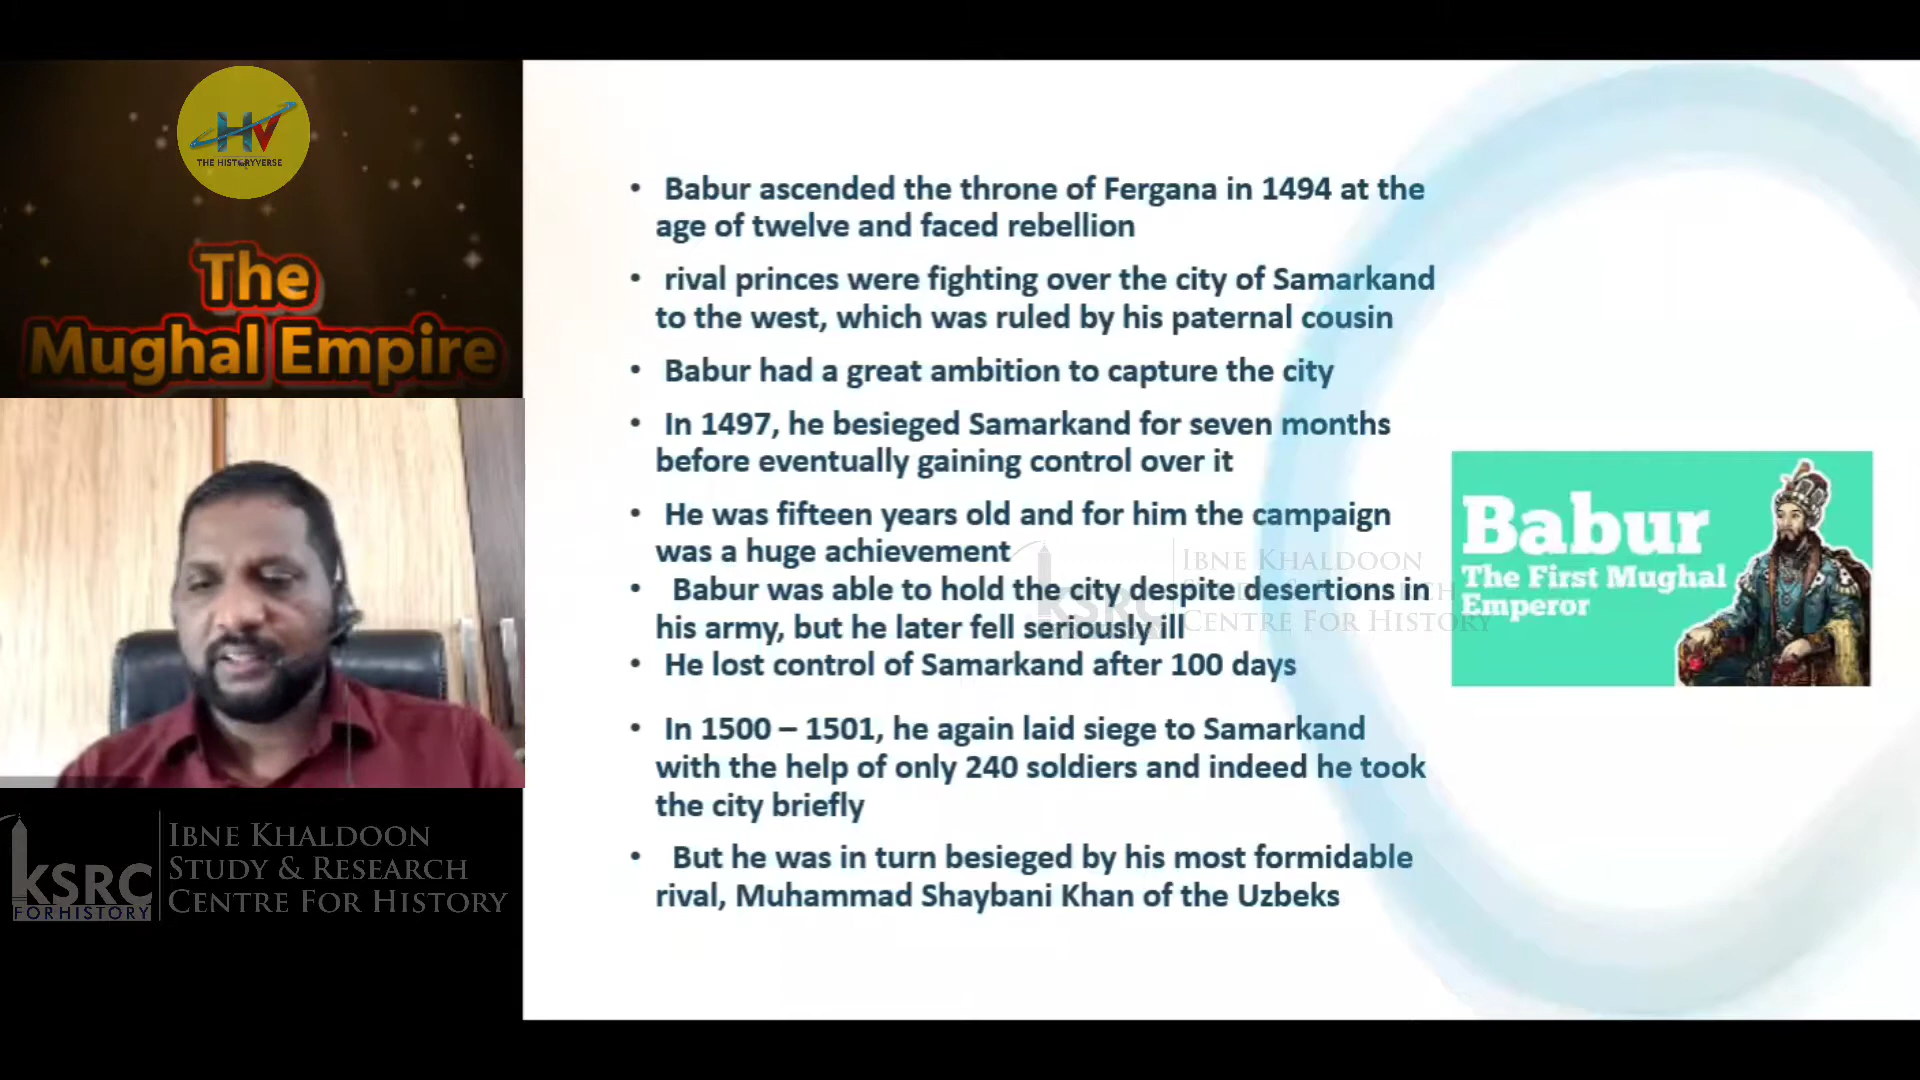 HV
THE HISTORYVERSE
The
Mughal Empire
• Babur ascended the throne of Fergana in 1494 at the
age of twelve and faced rebellion
• rival princes were fighting over the city of Samarkand
to the west, which was ruled by his paternal cousin
• Babur had a great ambition to capture the city
• In 1497, he besieged Samarkand for seven months
before eventually gaining control over it
• He was fifteen years old and for him the campaign
was a huge achievement
• Babur was able to hold the city despite desertions in
his army, but he later fell seriously ill
• He lost control of Samarkand after 100 days
• In 1500 – 1501, he again laid siege to Samarkand
with the help of only 240 soldiers and indeed he took
the city briefly
• But he was in turn besieged by his most formidable
rival, Muhammad Shaybani Khan of the Uzbeks
Babur
The First Mughal
Emperor
KSRC
IBNE KHALDOON
CENTRE FOR HISTORY
KSRC
FOR HISTORY
IBNE KHALDOON
STUDY & RESEARCH
CENTRE FOR HISTORY